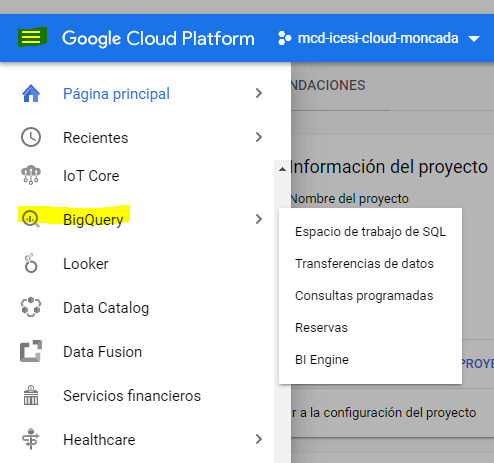 Google Cloud Platform
mcd-icesi-cloud-moncada
Página principal
Recientes
IoT Core
BigQuery
Looker
Data Catalog
Data Fusion
Servicios financieros
Healthcare
NDACIONES
Información del proyecto
Nombre del proyecto
Espacio de trabajo de SQL
Transferencias de datos
Consultas programadas
Reservas
BI Engine
PROYE
r a la configuración del proyecto